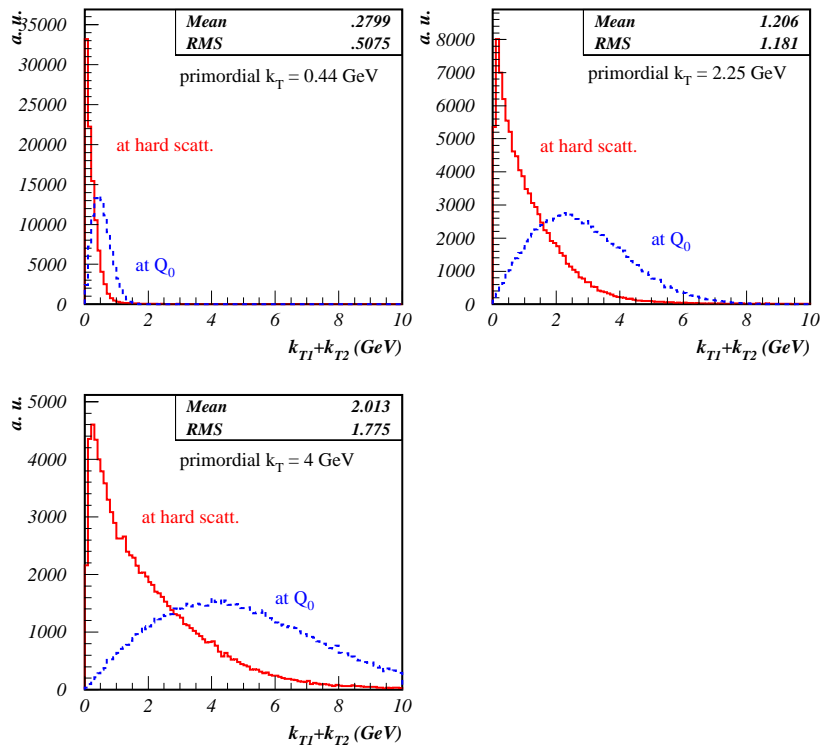 a. u.
35000
30000
25000
20000
15000
10000
5000
0
Mean .2799
RMS .5075
primordial k_T = 0.44 GeV
at hard scatt.
at Q_0
0 2 4 6 8 10
k_T1+k_T2 (GeV)
a. u.
8000
7000
6000
5000
4000
3000
2000
1000
0
Mean 1.206
RMS 1.181
primordial k_T = 2.25 GeV
at hard scatt.
at Q_0
0 2 4 6 8 10
k_T1+k_T2 (GeV)
a. u.
5000
4000
3000
2000
1000
0
Mean 2.013
RMS 1.775
primordial k_T = 4 GeV
at hard scatt.
at Q_0
0 2 4 6 8 10
k_T1+k_T2 (GeV)